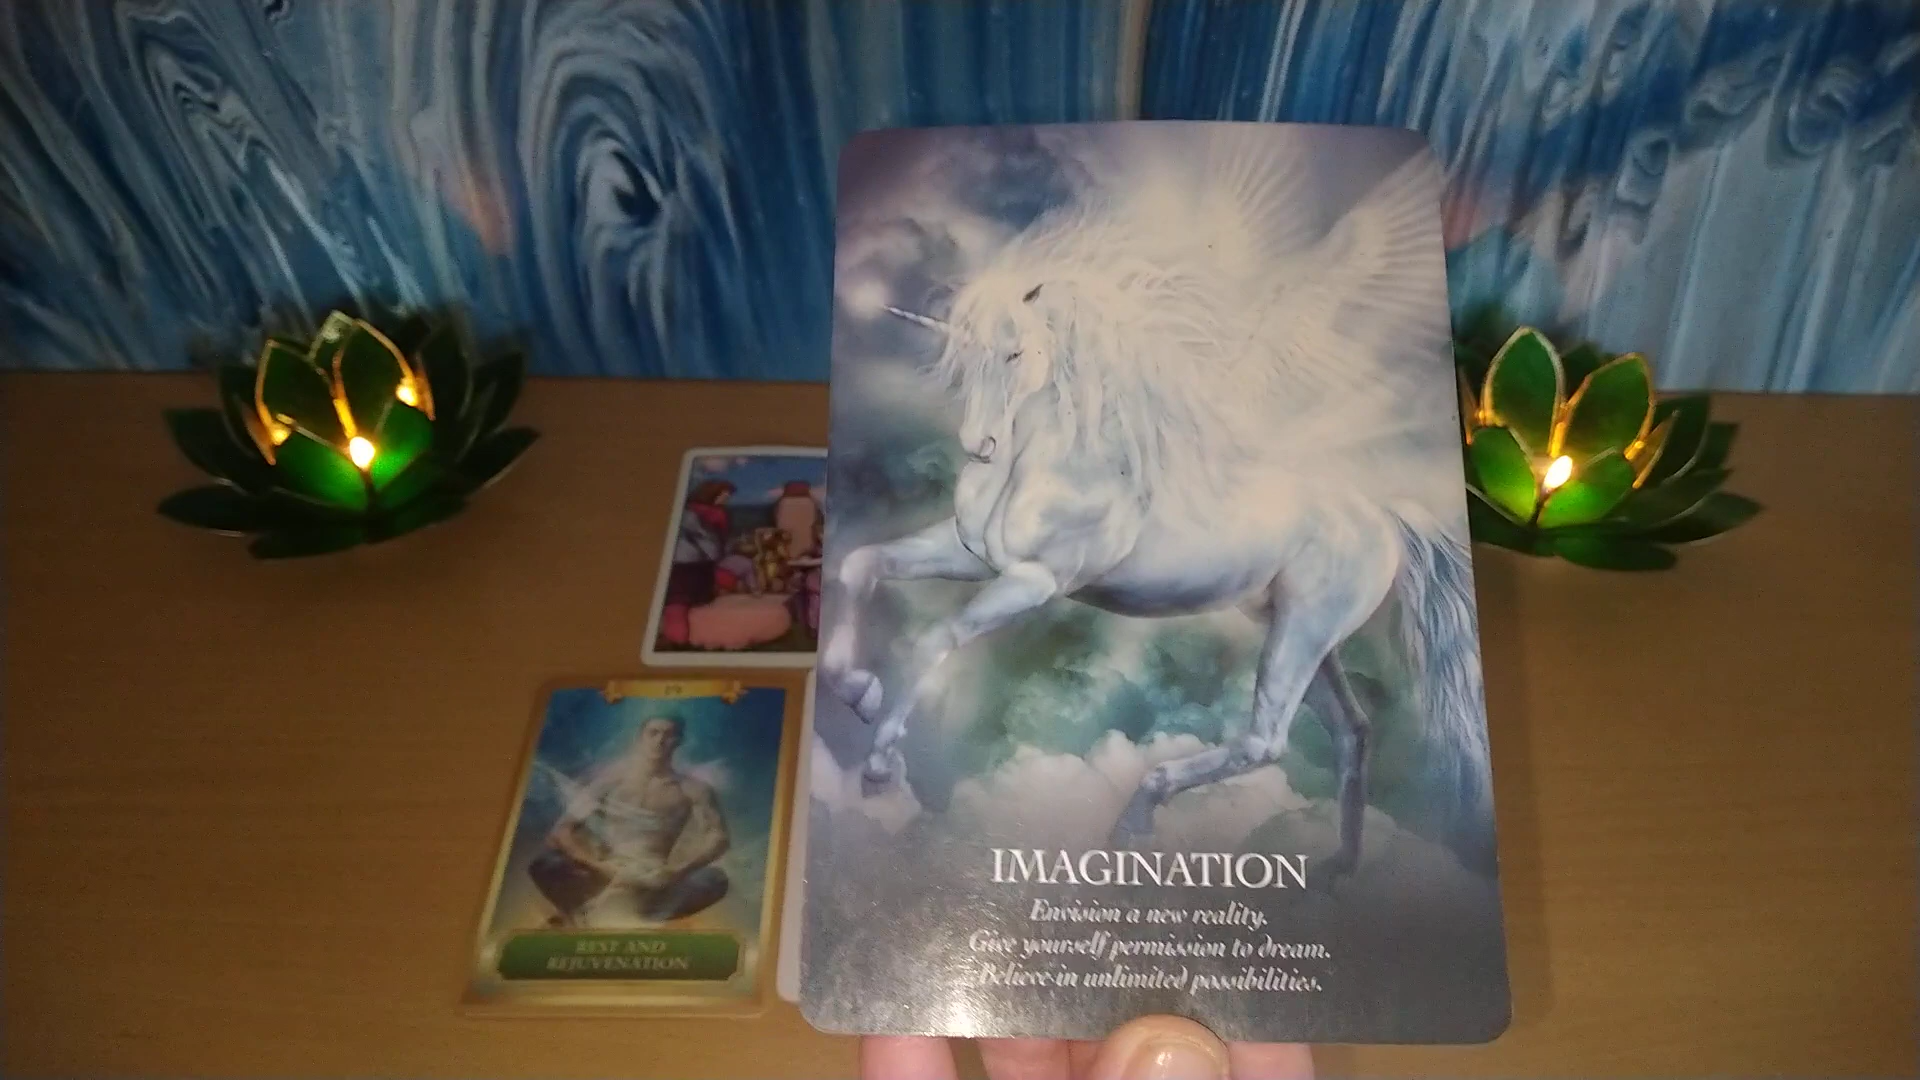 IMAGINATION
Envision a new reality.
Give yourself permission to dream.
Believe in unlimited possibilities.
REST AND
REJUVENATION